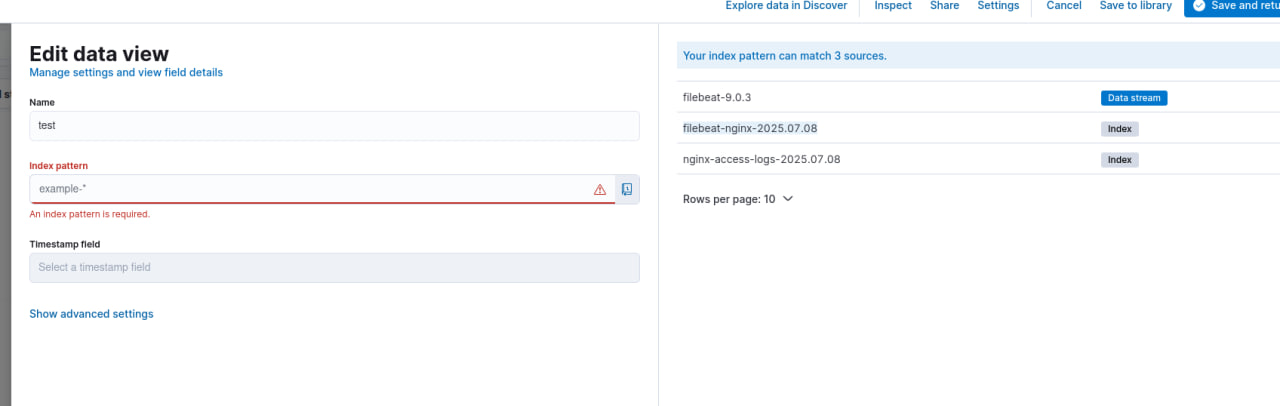 Explore data in Discover Inspect Share Settings Cancel Save to library Save and retu
Edit data view
Manage settings and view field details
Name
test
Index pattern
example-*
An index pattern is required.
Timestamp field
Select a timestamp field
Show advanced settings
Your index pattern can match 3 sources.
filebeat-9.0.3 Data stream
filebeat-nginx-2025.07.08 Index
nginx-access-logs-2025.07.08 Index
Rows per page: 10